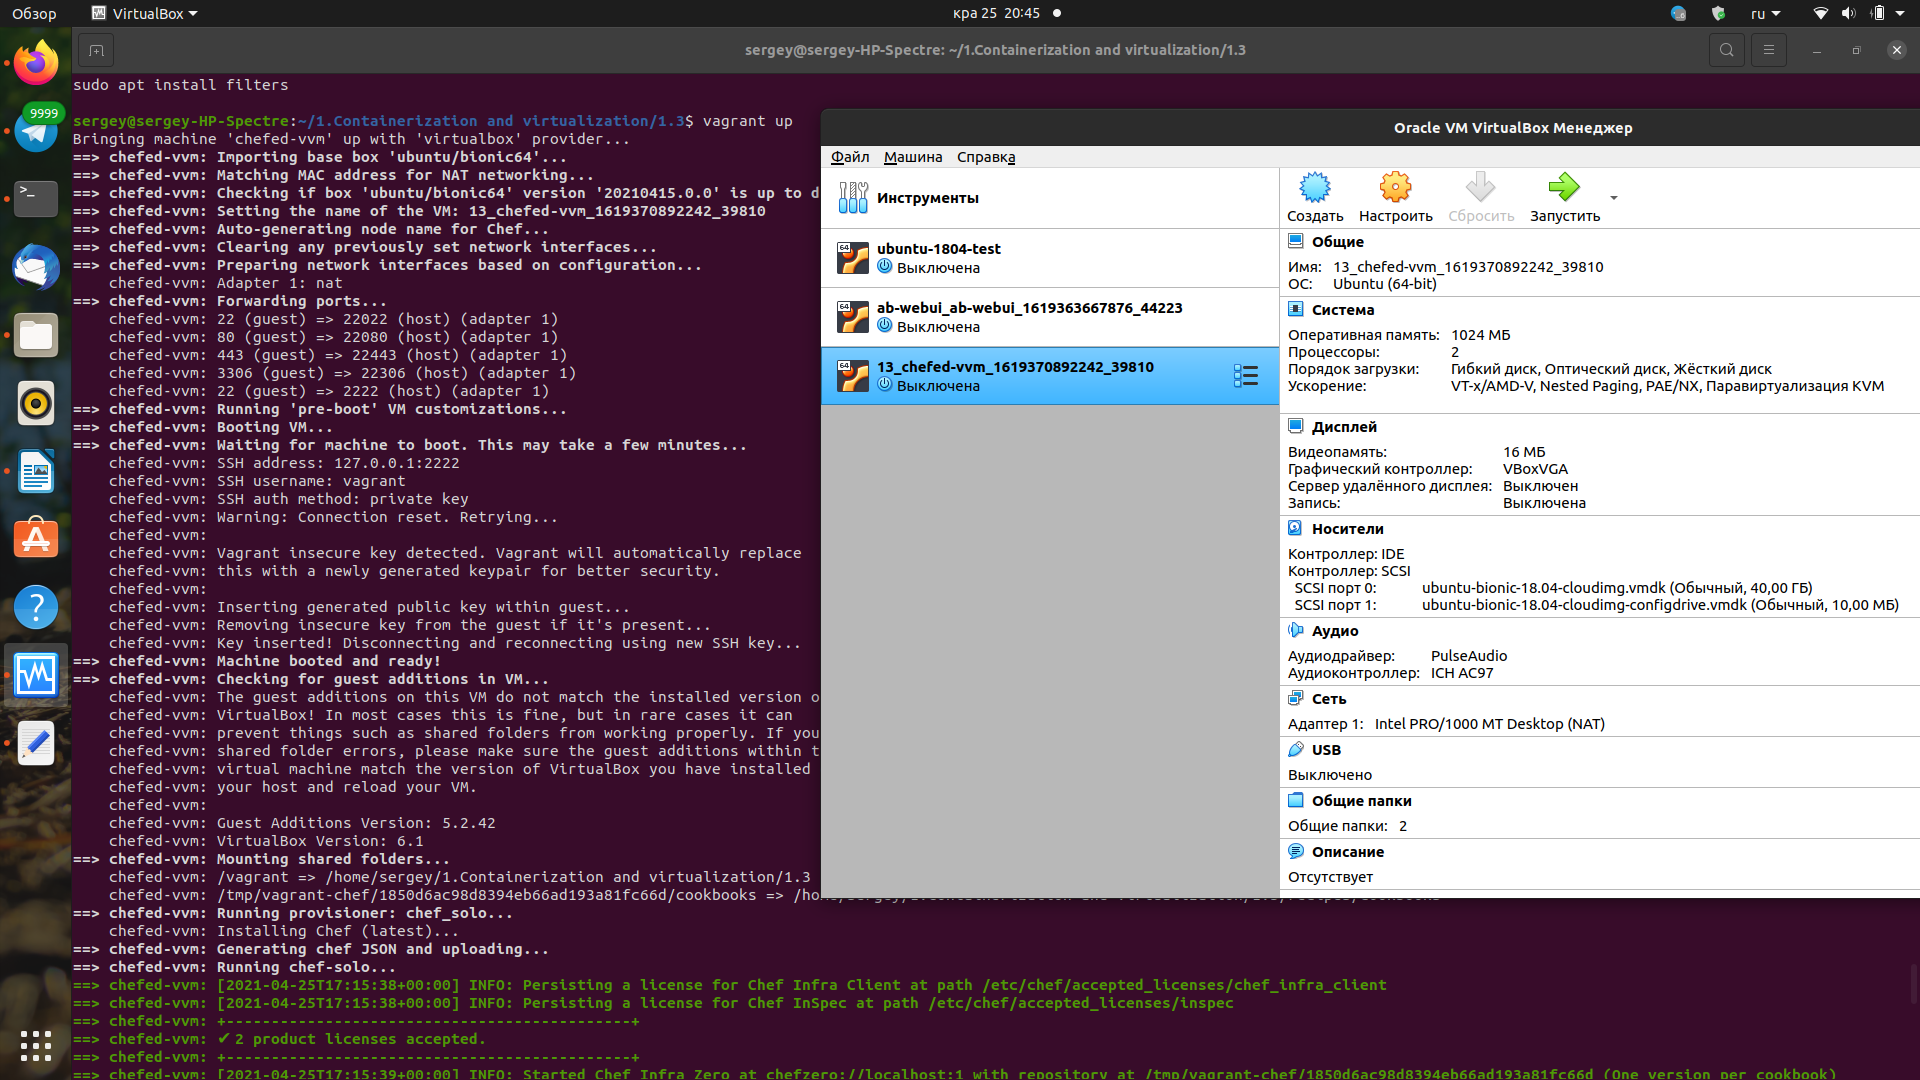 Обзор
VirtualBox
кра 25 20:45
ru
sergey@sergey-HP-Spectre: ~/1.Containerization and virtualization/1.3
9999
sudo apt install filters
sergey@sergey-HP-Spectre:~/1.Containerization and virtualization/1.3$ vagrant up
Bringing machine 'chefed-vvm' up with 'virtualbox' provider...
==> chefed-vvm: Importing base box 'ubuntu/bionic64'...
==> chefed-vvm: Matching MAC address for NAT networking...
==> chefed-vvm: Checking if box 'ubuntu/bionic64' version '20210415.0.0' is up to d
==> chefed-vvm: Setting the name of the VM: 13_chefed-vvm_1619370892242_39810
==> chefed-vvm: Auto-generating node name for Chef...
==> chefed-vvm: Clearing any previously set network interfaces...
==> chefed-vvm: Preparing network interfaces based on configuration...
chefed-vvm: Adapter 1: nat
==> chefed-vvm: Forwarding ports...
chefed-vvm: 22 (guest) => 22022 (host) (adapter 1)
chefed-vvm: 80 (guest) => 22080 (host) (adapter 1)
chefed-vvm: 443 (guest) => 22443 (host) (adapter 1)
chefed-vvm: 3306 (guest) => 22306 (host) (adapter 1)
chefed-vvm: 22 (guest) => 2222 (host) (adapter 1)
==> chefed-vvm: Running 'pre-boot' VM customizations...
==> chefed-vvm: Booting VM...
==> chefed-vvm: Waiting for machine to boot. This may take a few minutes...
chefed-vvm: SSH address: 127.0.0.1:2222
chefed-vvm: SSH username: vagrant
chefed-vvm: SSH auth method: private key
chefed-vvm: Warning: Connection reset. Retrying...
chefed-vvm:
chefed-vvm: Vagrant insecure key detected. Vagrant will automatically replace
chefed-vvm: this with a newly generated keypair for better security.
chefed-vvm:
chefed-vvm: Inserting generated public key within guest...
chefed-vvm: Removing insecure key from the guest if it's present...
chefed-vvm: Key inserted! Disconnecting and reconnecting using new SSH key...
==> chefed-vvm: Machine booted and ready!
==> chefed-vvm: Checking for guest additions in VM...
chefed-vvm: The guest additions on this VM do not match the installed version o
chefed-vvm: VirtualBox! In most cases this is fine, but in rare cases it can
chefed-vvm: prevent things such as shared folders from working properly. If you
chefed-vvm: shared folder errors, please make sure the guest additions within t
chefed-vvm: virtual machine match the version of VirtualBox you have installed
chefed-vvm: your host and reload your VM.
chefed-vvm:
chefed-vvm: Guest Additions Version: 5.2.42
chefed-vvm: VirtualBox Version: 6.1
==> chefed-vvm: Mounting shared folders...
chefed-vvm: /vagrant => /home/sergey/1.Containerization and virtualization/1.3
chefed-vvm: /tmp/vagrant-chef/1850d6ac98d8394eb66ad193a81fc66d/cookbooks => /ho
==> chefed-vvm: Running provisioner: chef_solo...
chefed-vvm: Installing Chef (latest)...
==> chefed-vvm: Generating chef JSON and uploading...
==> chefed-vvm: Running chef-solo...
==> chefed-vvm: [2021-04-25T17:15:38+00:00] INFO: Persisting a license for Chef Infra Client at path /etc/chef/accepted_licenses/chef_infra_client
==> chefed-vvm: [2021-04-25T17:15:38+00:00] INFO: Persisting a license for Chef InSpec at path /etc/chef/accepted_licenses/inspec
==> chefed-vvm: +---------------------------------------------+
==> chefed-vvm: ✔ 2 product licenses accepted.
==> chefed-vvm: +---------------------------------------------+
==> chefed-vvm: [2021-04-25T17:15:39+00:00] INFO: Started Chef Infra Zero at chefzero://localhost:1 with repository at /tmp/vagrant-chef/1850d6ac98d8394eb66ad193a81fc66d (One version per cookbook)
Oracle VM VirtualBox Менеджер
Файл Машина Справка
Инструменты
64 ubuntu-1804-test
Выключена
64 ab-webui_ab-webui_1619363667876_44223
Выключена
64 13_chefed-vvm_1619370892242_39810
Выключена
Создать Настроить Сбросить Запустить
Общие
Имя: 13_chefed-vvm_1619370892242_39810
ОС: Ubuntu (64-bit)
Система
Оперативная память: 1024 МБ
Процессоры: 2
Порядок загрузки: Гибкий диск, Оптический диск, Жёсткий диск
Ускорение: VT-x/AMD-V, Nested Paging, PAE/NX, Паравиртуализация KVM
Дисплей
Видеопамять: 16 МБ
Графический контроллер: VBoxVGA
Сервер удалённого дисплея: Выключен
Запись: Выключена
Носители
Контроллер: IDE
Контроллер: SCSI
SCSI порт 0: ubuntu-bionic-18.04-cloudimg.vmdk (Обычный, 40,00 ГБ)
SCSI порт 1: ubuntu-bionic-18.04-cloudimg-configdrive.vmdk (Обычный, 10,00 МБ)
Аудио
Аудиодрайвер: PulseAudio
Аудиоконтроллер: ICH AC97
Сеть
Адаптер 1: Intel PRO/1000 MT Desktop (NAT)
USB
Выключено
Общие папки
Общие папки: 2
Описание
Отсутствует